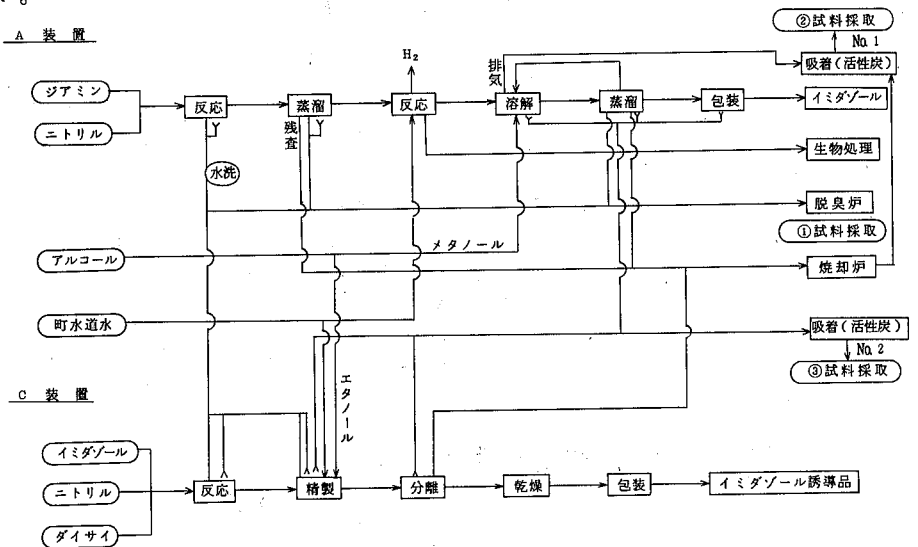 A 装置
ジアミン
ニトリル
反応
蒸溜
H₂
反応
排気
溶解
蒸溜
包装
②試料採取
No.1
吸着(活性炭)
イミダゾール
残査
生物処理
水洗
脱臭炉
①試料採取
アルコール
メタノール
焼却炉
町水道水
吸着(活性炭)
No.2
③試料採取
エタノール
C 装置
イミダゾール
ニトリル
ダイサイ
反応
精製
分離
乾燥
包装
イミダゾール誘導品